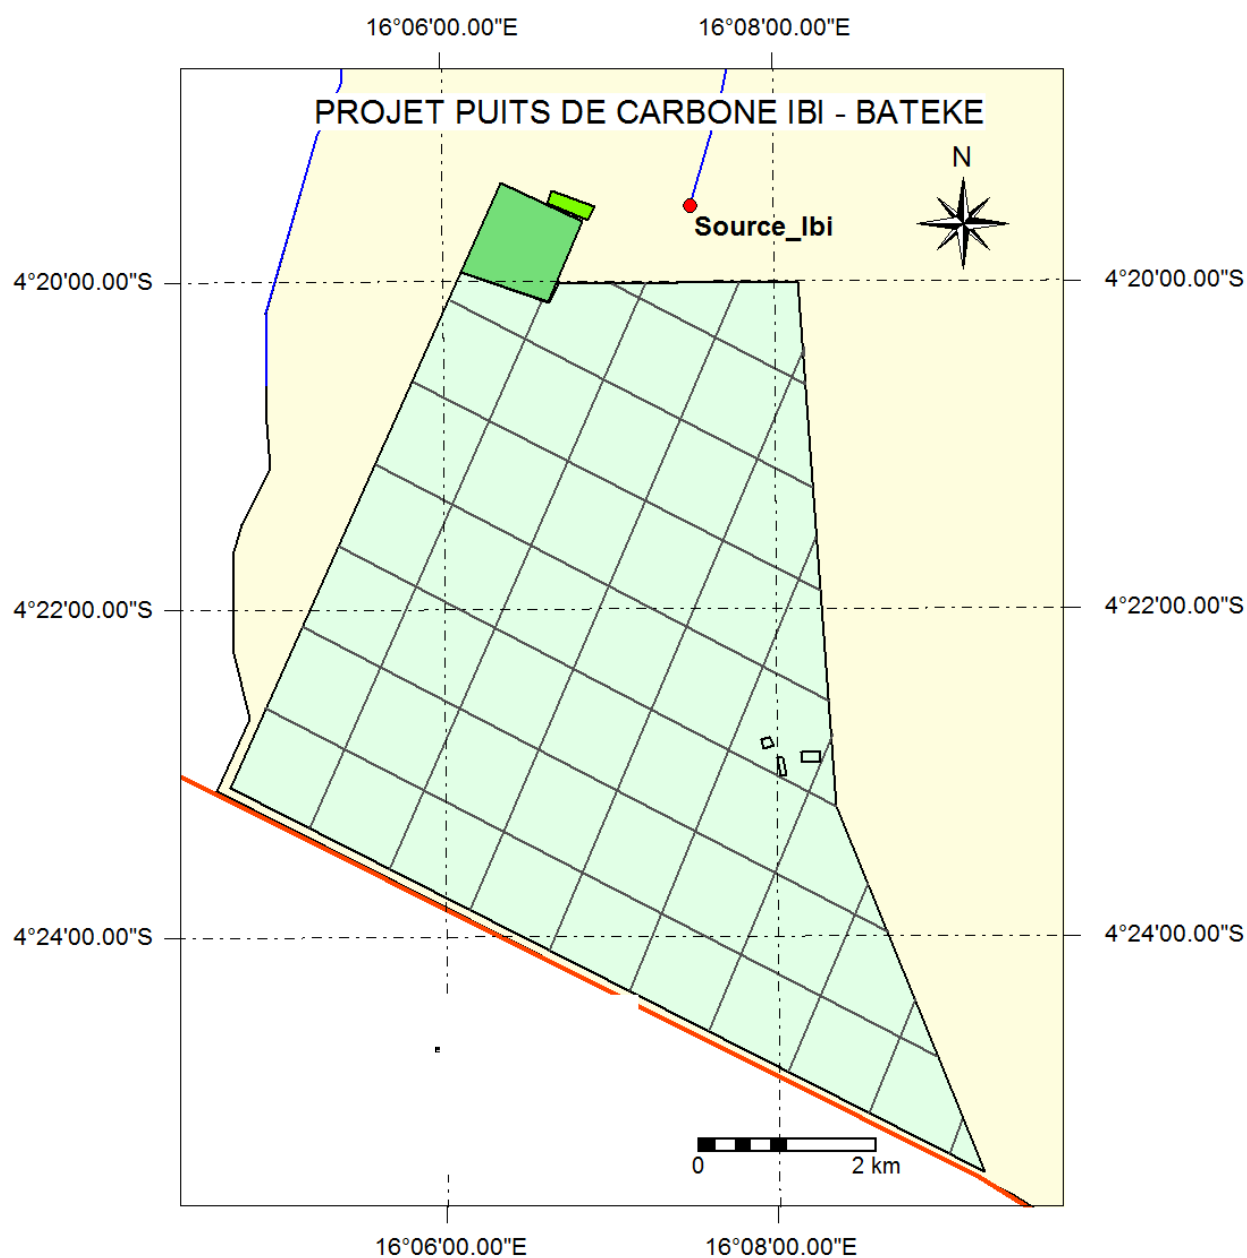 16°06'00.00"E 16°08'00.00"E
PROJET PUITS DE CARBONE IBI - BATEKE
N
Source_Ibi
4°20'00.00"S 4°20'00.00"S
4°22'00.00"S 4°22'00.00"S
4°24'00.00"S 4°24'00.00"S
0 2 km
16°06'00.00"E 16°08'00.00"E